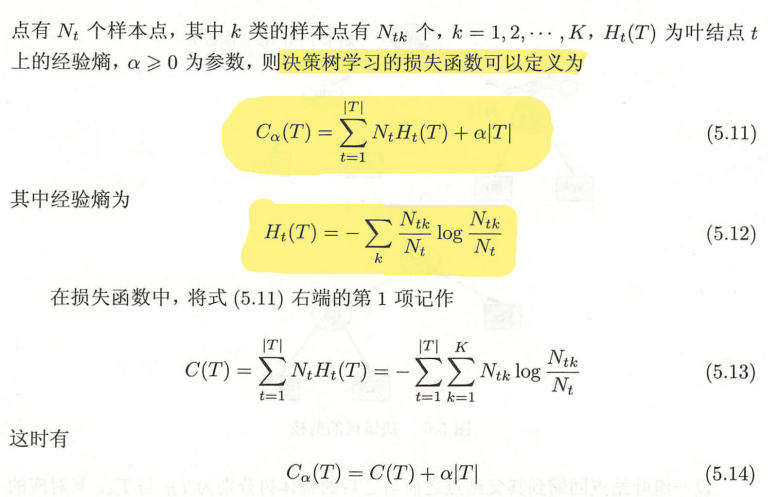 点有 $N_t$ 个样本点，其中 $k$ 类的样本点有 $N_{tk}$ 个，$k = 1, 2, \cdots, K$，$H_t(T)$ 为叶结点 $t$
上的经验熵，$\alpha \geqslant 0$ 为参数，则决策树学习的损失函数可以定义为
$C_\alpha(T) = \sum_{t=1}^{|T|} N_t H_t(T) + \alpha|T|$ (5.11)
其中经验熵为
$H_t(T) = -\sum_k \frac{N_{tk}}{N_t} \log \frac{N_{tk}}{N_t}$ (5.12)
在损失函数中，将式 (5.11) 右端的第 1 项记作
$C(T) = \sum_{t=1}^{|T|} N_t H_t(T) = -\sum_{t=1}^{|T|} \sum_{k=1}^{K} N_{tk} \log \frac{N_{tk}}{N_t}$ (5.13)
这时有
$C_\alpha(T) = C(T) + \alpha|T|$ (5.14)